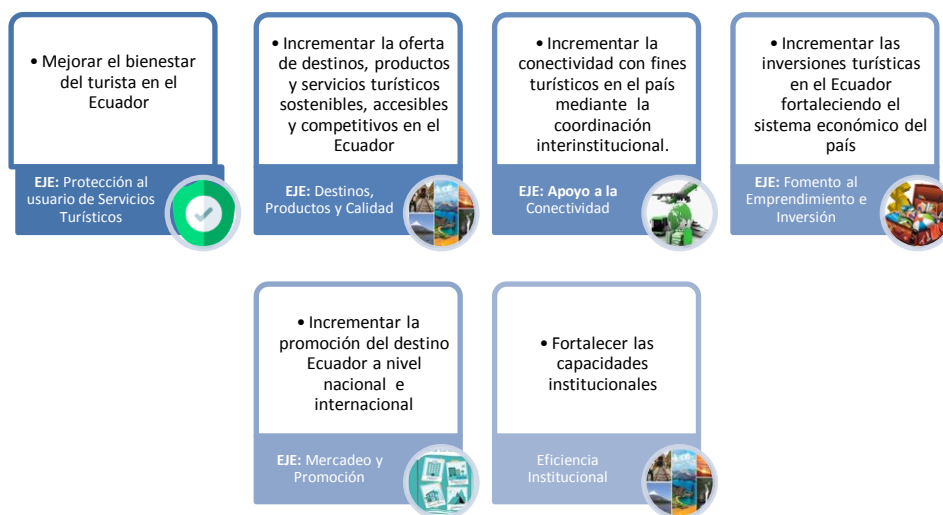 • Mejorar el bienestar
del turista en el
Ecuador
EJE: Protección al
usuario de Servicios
Turísticos
• Incrementar la oferta
de destinos, productos
y servicios turísticos
sostenibles, accesibles
y competitivos en el
Ecuador
EJE: Destinos,
Productos y Calidad
• Incrementar la
conectividad con fines
turísticos en el país
mediante la
coordinación
interinstitucional.
EJE: Apoyo a la
Conectividad
• Incrementar las
inversiones turísticas
en el Ecuador
fortaleciendo el
sistema económico del
país
EJE: Fomento al
Emprendimiento e
Inversión
• Incrementar la
promoción del destino
Ecuador a nivel
nacional e
internacional
EJE: Mercadeo y
Promoción
• Fortalecer las
capacidades
institucionales
Eficiencia
Institucional